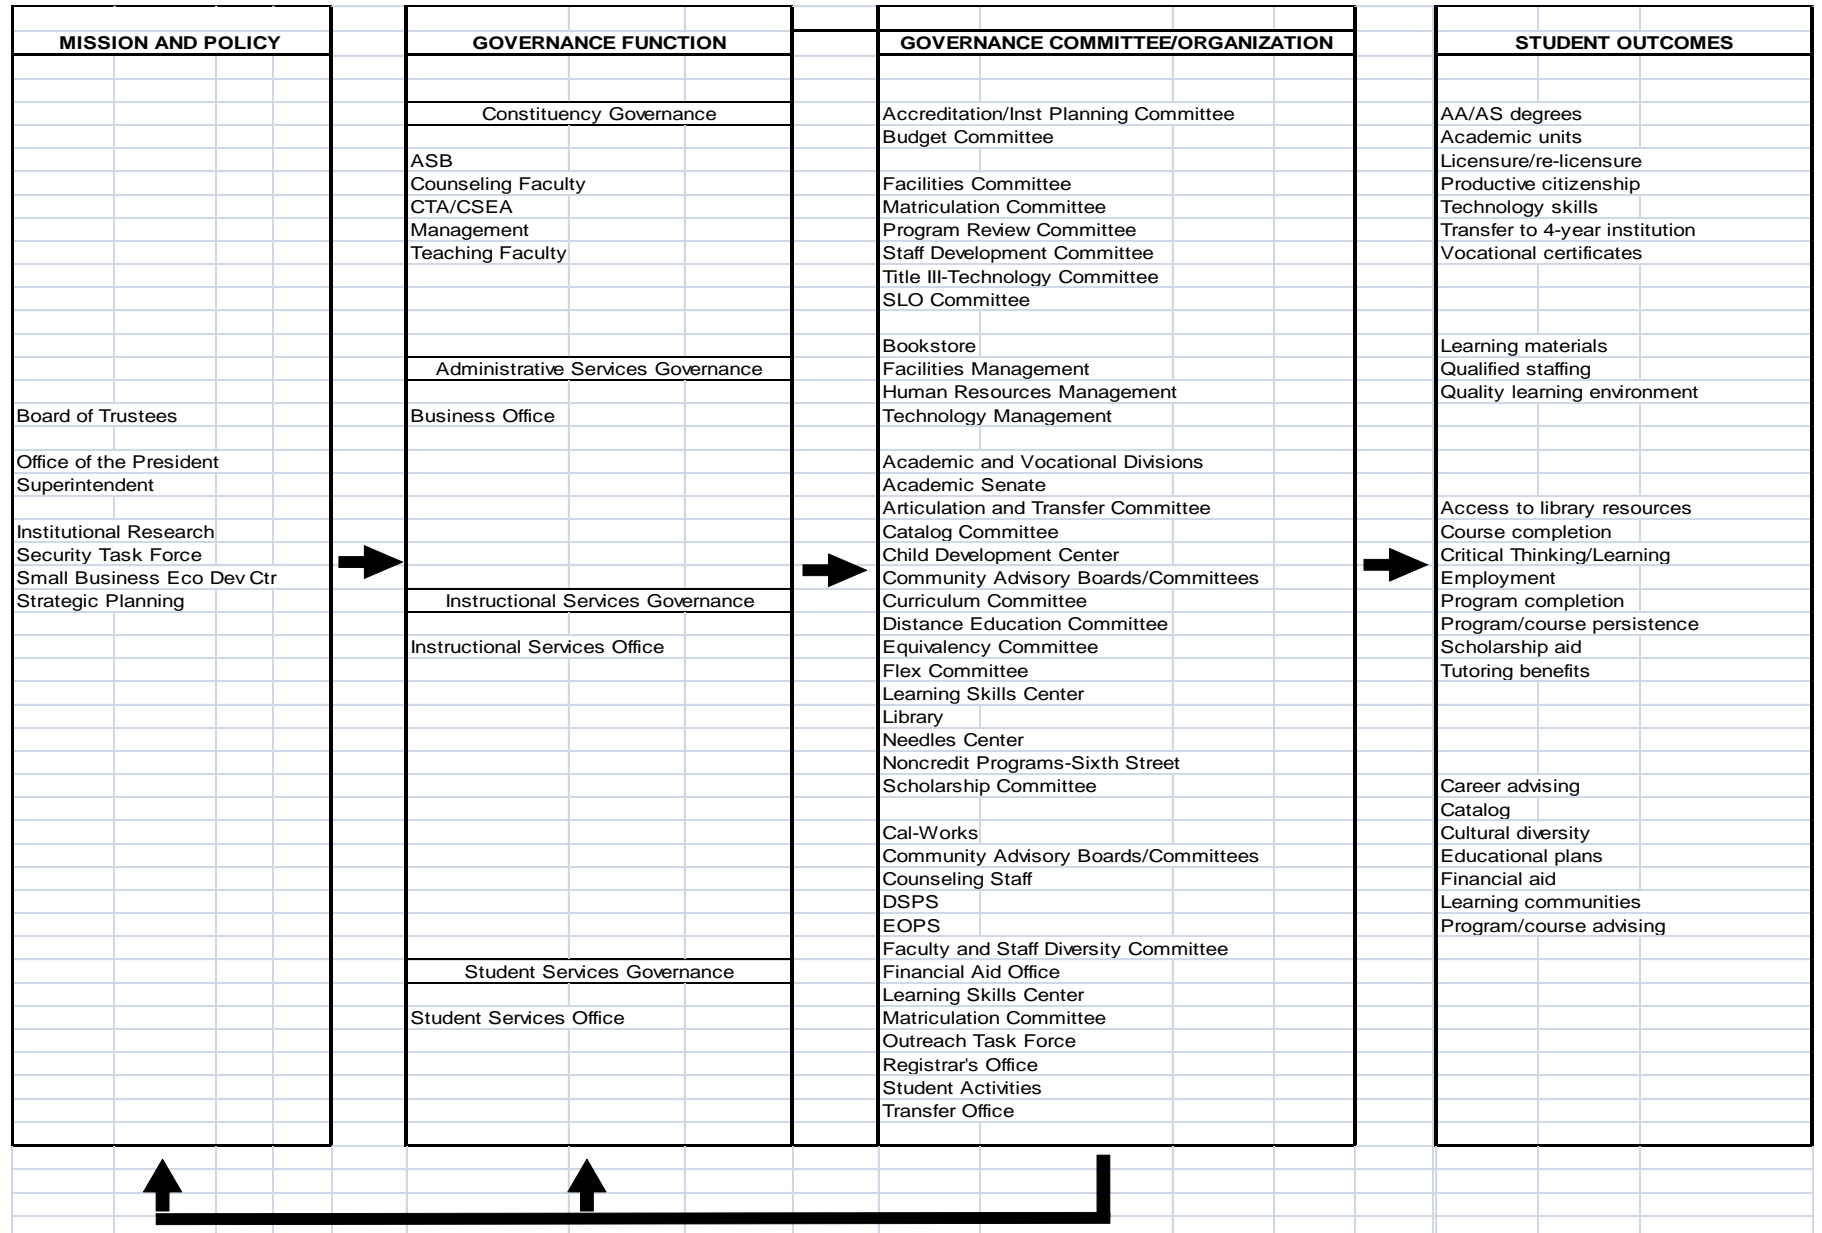 MISSION AND POLICY
Board of Trustees
Office of the President
Superintendent
Institutional Research
Security Task Force
Small Business Eco Dev Ctr
Strategic Planning
GOVERNANCE FUNCTION
Constituency Governance
ASB
Counseling Faculty
CTA/CSEA
Management
Teaching Faculty
Administrative Services Governance
Business Office
Instructional Services Governance
Instructional Services Office
Student Services Governance
Student Services Office
GOVERNANCE COMMITTEE/ORGANIZATION
Accreditation/Inst Planning Committee
Budget Committee
Facilities Committee
Matriculation Committee
Program Review Committee
Staff Development Committee
Title III-Technology Committee
SLO Committee
Bookstore
Facilities Management
Human Resources Management
Technology Management
Academic and Vocational Divisions
Academic Senate
Articulation and Transfer Committee
Catalog Committee
Child Development Center
Community Advisory Boards/Committees
Curriculum Committee
Distance Education Committee
Equivalency Committee
Flex Committee
Learning Skills Center
Library
Needles Center
Noncredit Programs-Sixth Street
Scholarship Committee
Cal-Works
Community Advisory Boards/Committees
Counseling Staff
DSPS
EOPS
Faculty and Staff Diversity Committee
Financial Aid Office
Learning Skills Center
Matriculation Committee
Outreach Task Force
Registrar's Office
Student Activities
Transfer Office
STUDENT OUTCOMES
AA/AS degrees
Academic units
Licensure/re-licensure
Productive citizenship
Technology skills
Transfer to 4-year institution
Vocational certificates
Learning materials
Qualified staffing
Quality learning environment
Access to library resources
Course completion
Critical Thinking/Learning
Employment
Program completion
Program/course persistence
Scholarship aid
Tutoring benefits
Career advising
Catalog
Cultural diversity
Educational plans
Financial aid
Learning communities
Program/course advising